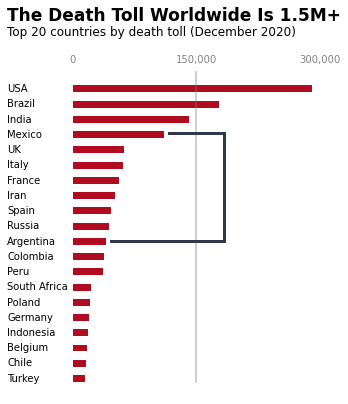 The Death Toll Worldwide Is 1.5M+
Top 20 countries by death toll (December 2020)
0 150,000 300,000
USA
Brazil
India
Mexico
UK
Italy
France
Iran
Spain
Russia
Argentina
Colombia
Peru
South Africa
Poland
Germany
Indonesia
Belgium
Chile
Turkey